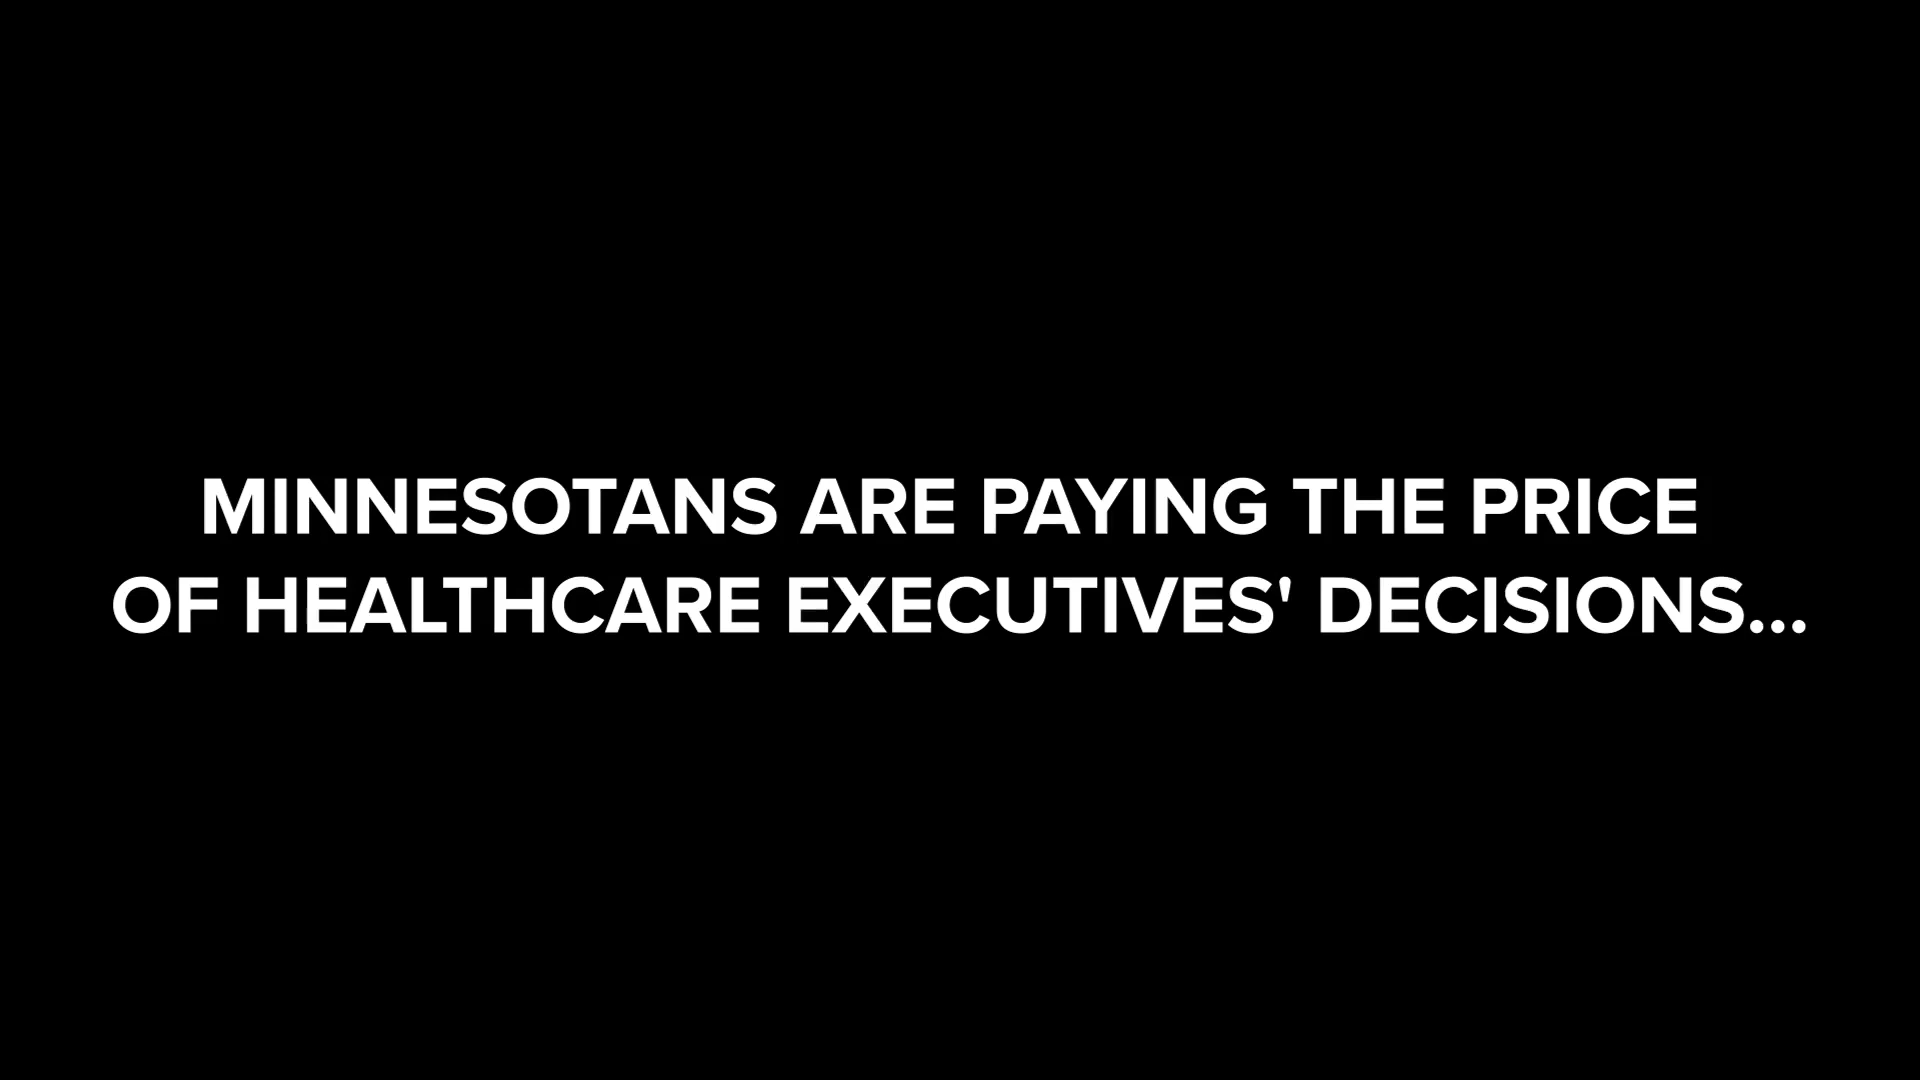 MINNESOTANS ARE PAYING THE PRICE
OF HEALTHCARE EXECUTIVES' DECISIONS...